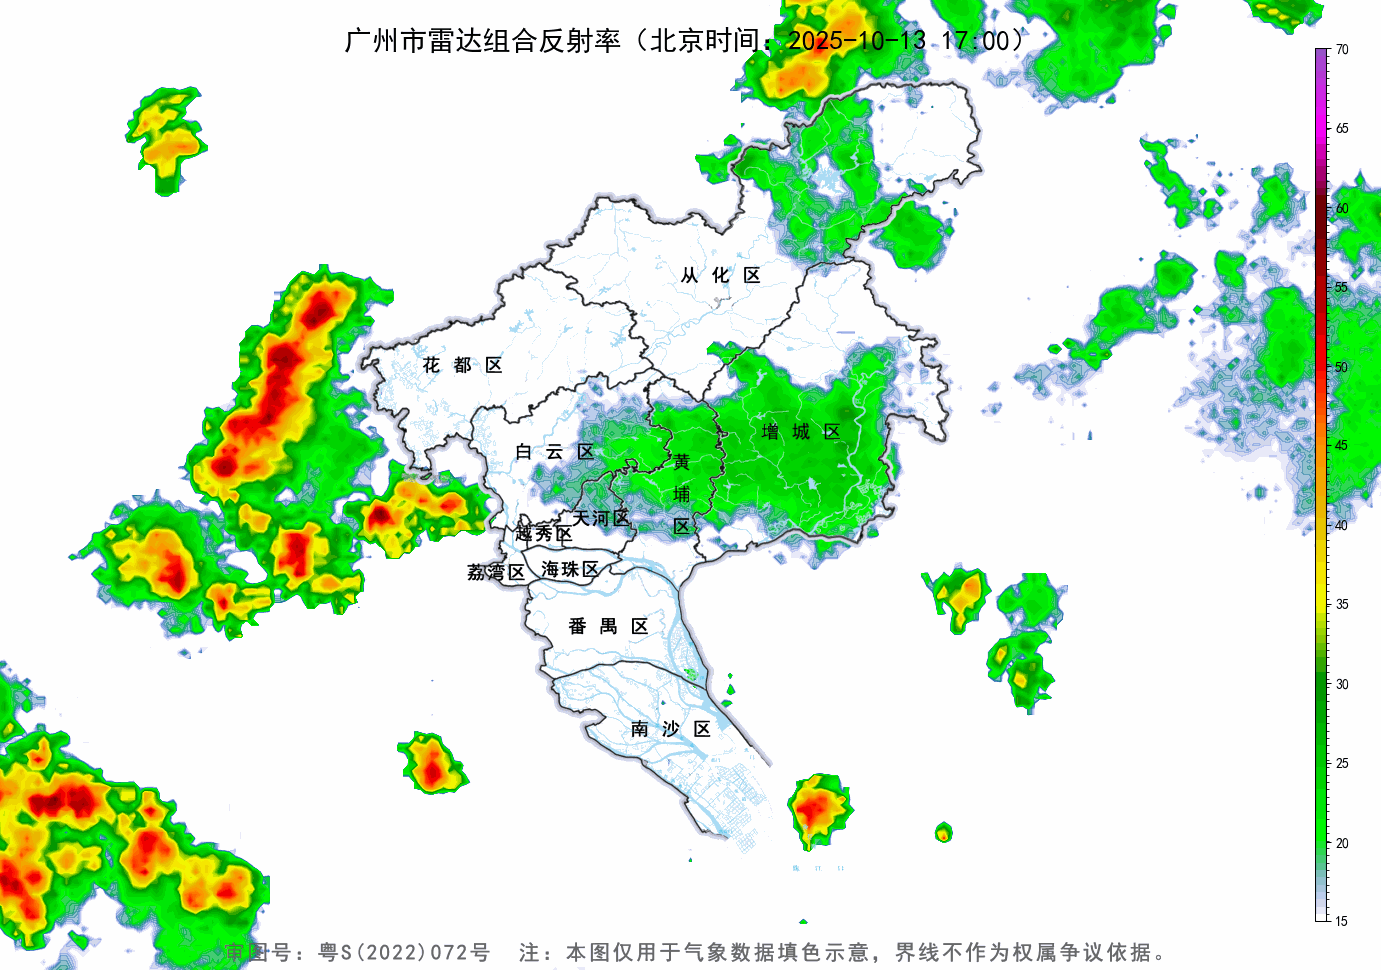 广州市雷达组合反射率（北京时间：2025-10-13 17:00）
70
65
60
55
50
45
40
35
30
25
20
15
从化区
花都区
增城区
白云区
黄埔区
天河区
越秀区
海珠区
荔湾区
番禺区
南沙区
审图号：粤S(2022)072号 注：本图仅用于气象数据填色示意，界线不作为权属争议依据。